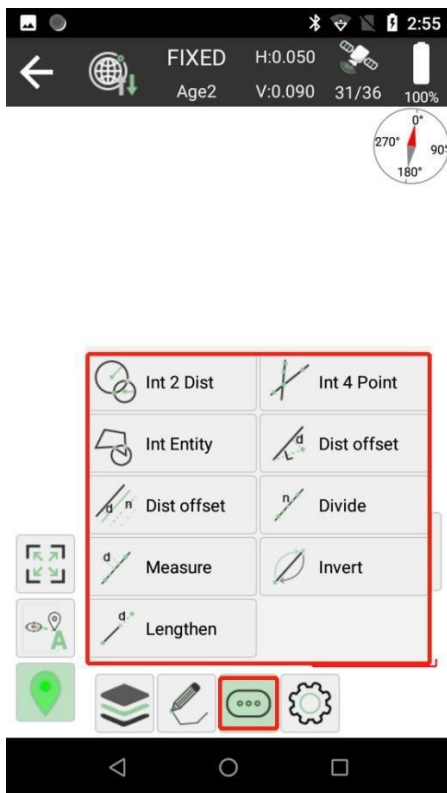 2:55
FIXED H:0.050
Age2 V:0.090 31/36 100%
0°
270° 90°
180°
Int 2 Dist Int 4 Point
Int Entity d Dist offset
d n Dist offset n Divide
d Measure Invert
d Lengthen
A